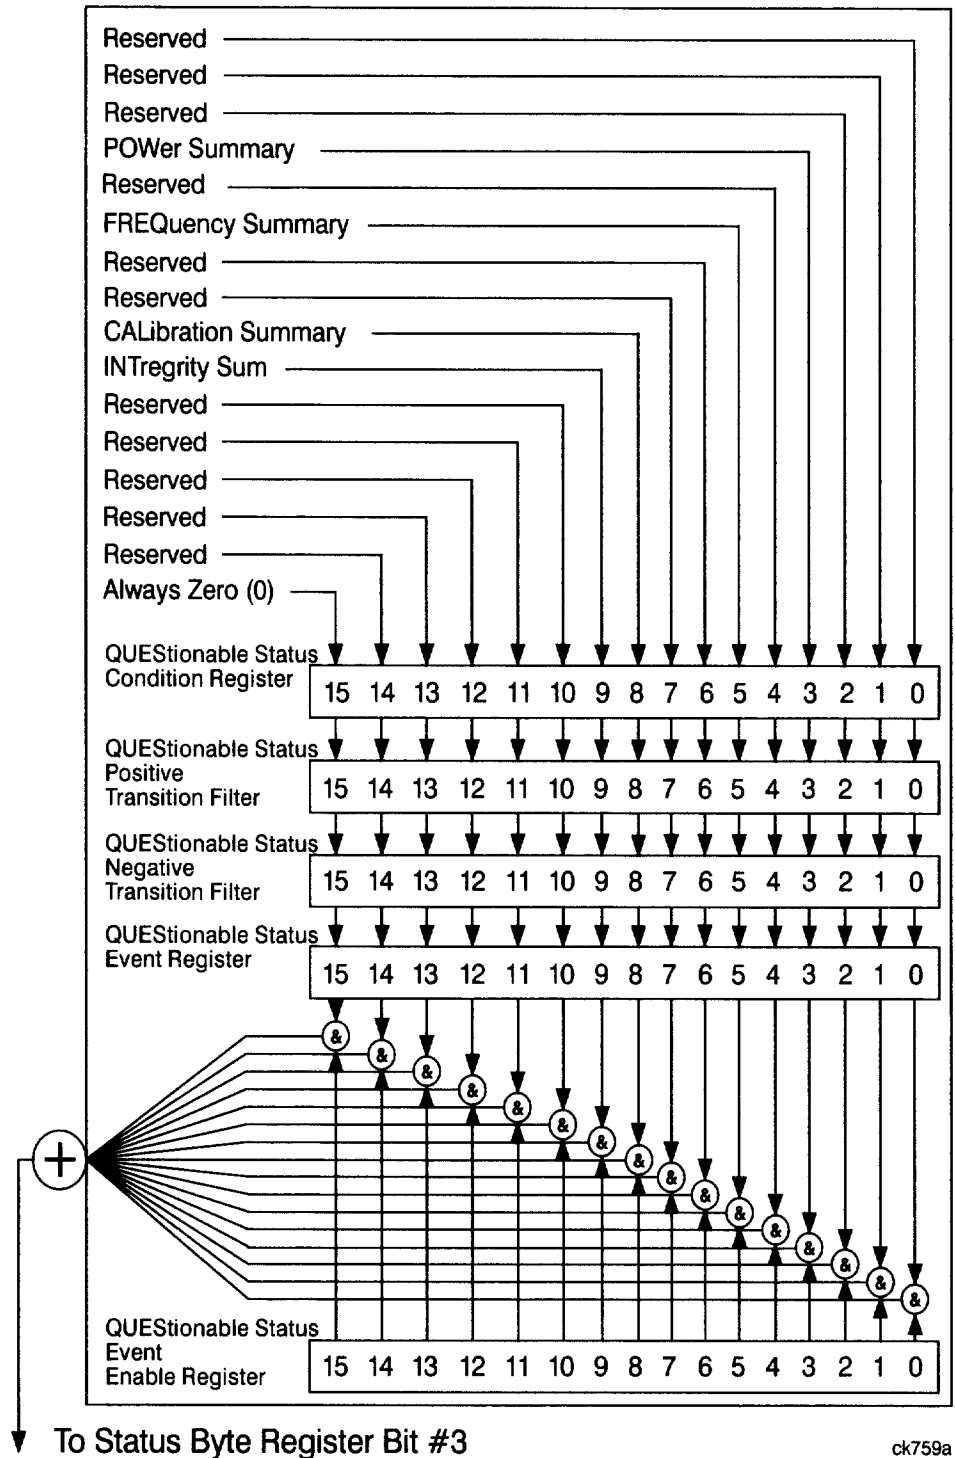 Reserved
Reserved
Reserved
POWer Summary
Reserved
FREQuency Summary
Reserved
Reserved
CALibration Summary
INTregrity Sum
Reserved
Reserved
Reserved
Reserved
Reserved
Always Zero (0)
QUEStionable Status
Condition Register
15 14 13 12 11 10 9 8 7 6 5 4 3 2 1 0
QUEStionable Status
Positive
Transition Filter
15 14 13 12 11 10 9 8 7 6 5 4 3 2 1 0
QUEStionable Status
Negative
Transition Filter
15 14 13 12 11 10 9 8 7 6 5 4 3 2 1 0
QUEStionable Status
Event Register
15 14 13 12 11 10 9 8 7 6 5 4 3 2 1 0
&
&
&
&
&
&
&
&
+
&
&
&
&
&
&
&
&
QUEStionable Status
Event
Enable Register
15 14 13 12 11 10 9 8 7 6 5 4 3 2 1 0
To Status Byte Register Bit #3
ck759a